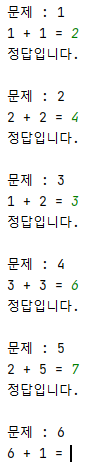 문제 : 1
1 + 1 = 2
정답입니다.
문제 : 2
2 + 2 = 4
정답입니다.
문제 : 3
1 + 2 = 3
정답입니다.
문제 : 4
3 + 3 = 6
정답입니다.
문제 : 5
2 + 5 = 7
정답입니다.
문제 : 6
6 + 1 =